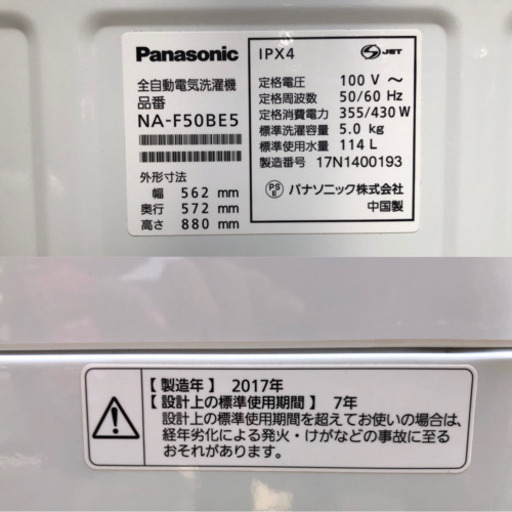 Panasonic
全自動電気洗濯機
品番
NA-F50BE5
外形寸法
幅 562 mm
奥行 572 mm
高さ 880 mm
IPX4
S JET
定格電圧 100 V ～
定格周波数 50/60 Hz
定格消費電力 355/430 W
標準洗濯容量 5.0 kg
標準使用水量 114 L
製造番号 17N1400193
PS E パナソニック株式会社
中国製
【製造年】 2017年
【設計上の標準使用期間】 7年
設計上の標準使用期間を超えてお使いの場合は、
経年劣化による発火・けがなどの事故に至る
おそれがあります。